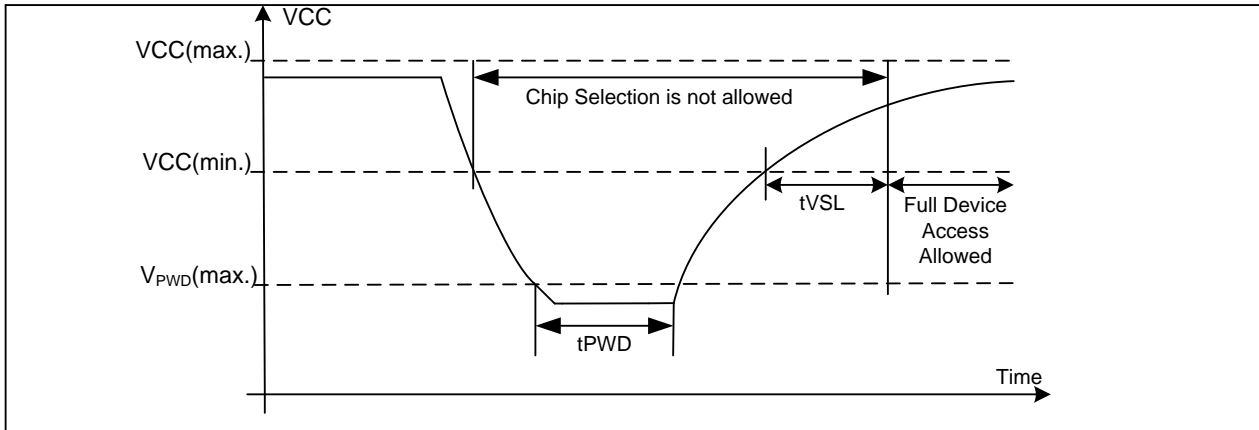 VCC
VCC(max.)
Chip Selection is not allowed
VCC(min.)
tVSL
Full Device
Access
Allowed
VPWD(max.)
tPWD
Time